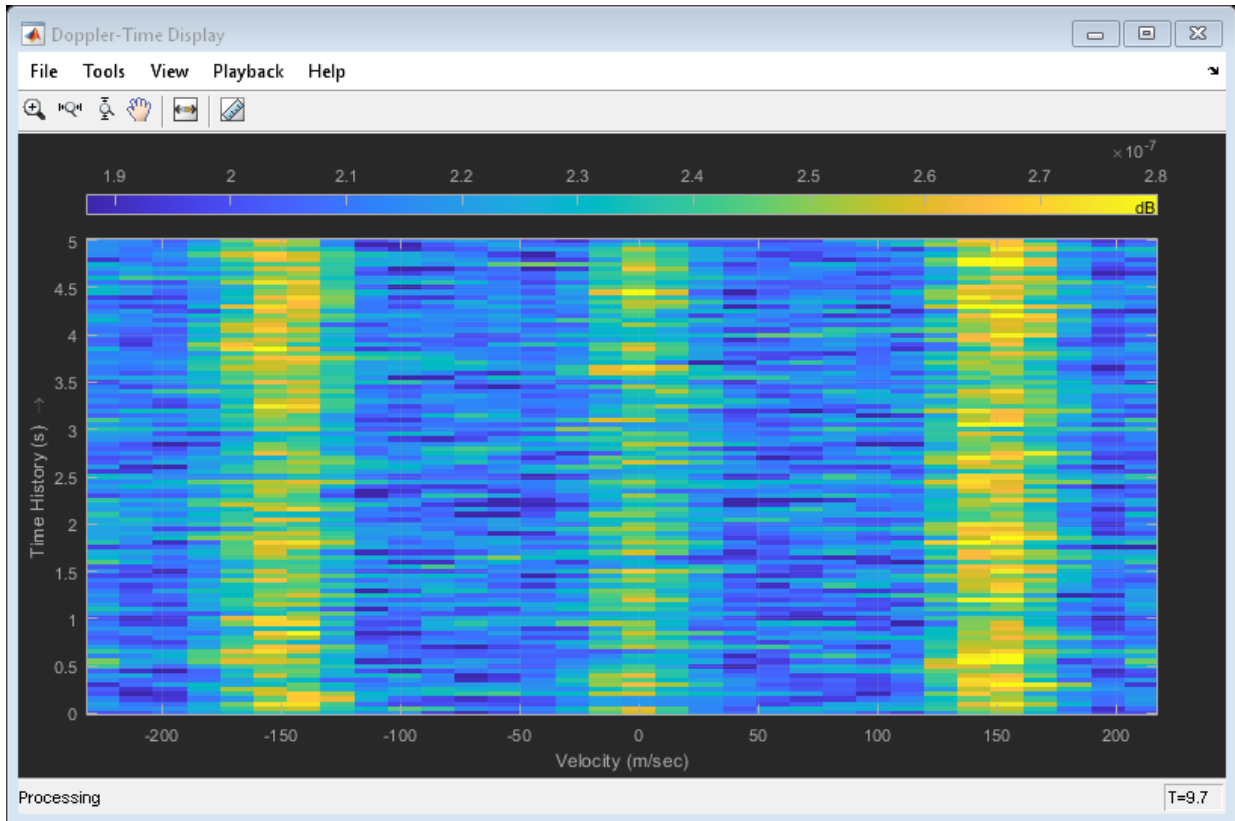 Doppler-Time Display
File Tools View Playback Help
×10⁻⁷
1.9 2 2.1 2.2 2.3 2.4 2.5 2.6 2.7 2.8
dB
5
4.5
4
3.5
3
2.5
2
1.5
1
0.5
0
Time History (s) →
-200 -150 -100 -50 0 50 100 150 200
Velocity (m/sec)
Processing T=9.7